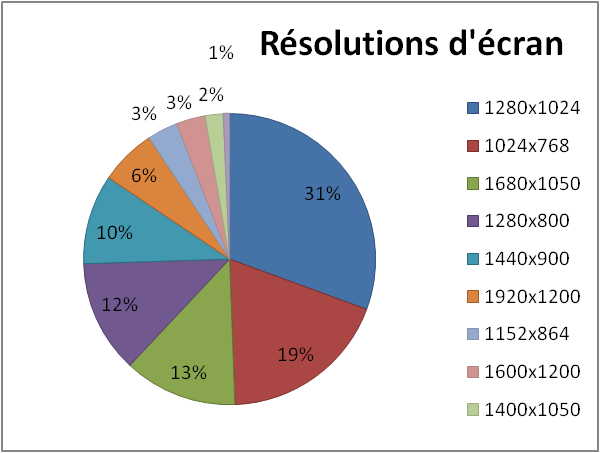 Résolutions d'écran
1%
2%
3%
3%
6%
10%
12%
13%
19%
31%
1280x1024
1024x768
1680x1050
1280x800
1440x900
1920x1200
1152x864
1600x1200
1400x1050